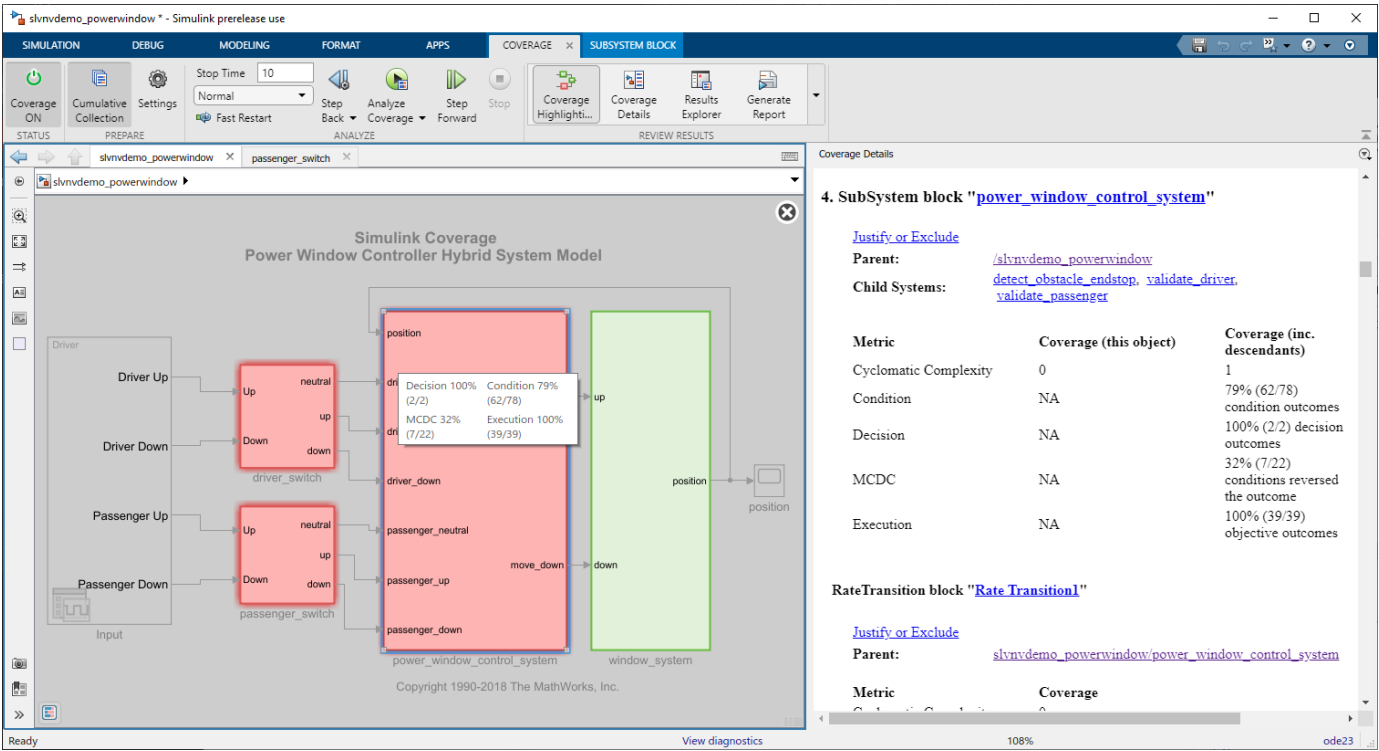 slvnvdemo_powerwindow * - Simulink prerelease use
SIMULATION DEBUG MODELING FORMAT APPS COVERAGE × SUBSYSTEM BLOCK
Coverage ON
STATUS
Cumulative Collection
Settings
PREPARE
Stop Time 10
Normal
Fast Restart
Step Back
Analyze Coverage
Step Forward
Stop
ANALYZE
Coverage Highlighti...
Coverage Details
Results Explorer
Generate Report
REVIEW RESULTS
slvnvdemo_powerwindow × passenger_switch ×
slvnvdemo_powerwindow
Simulink Coverage
Power Window Controller Hybrid System Model
Driver
Driver Up
Driver Down
Passenger Up
Passenger Down
Input
Up neutral
up
Down
down
driver_switch
Up neutral
up
Down down
passenger_switch
position
dri
dri
driver_down
passenger_neutral
passenger_up
passenger_down
move_down
power_window_control_system
Decision 100% Condition 79%
(2/2) (62/78)
MCDC 32% Execution 100%
(7/22) (39/39)
up
position
down
window_system
position
Copyright 1990-2018 The MathWorks, Inc.
Coverage Details
4. SubSystem block "power_window_control_system"
Justify or Exclude
Parent: /slvnvdemo_powerwindow
Child Systems: detect_obstacle_endstop, validate_driver,
validate_passenger
Metric Coverage (this object) Coverage (inc. descendants)
Cyclomatic Complexity 0 1
Condition NA 79% (62/78)
condition outcomes
Decision NA 100% (2/2) decision
outcomes
MCDC NA 32% (7/22)
conditions reversed
the outcome
Execution NA 100% (39/39)
objective outcomes
RateTransition block "Rate Transition1"
Justify or Exclude
Parent: slvnvdemo_powerwindow/power_window_control_system
Metric Coverage
Ready View diagnostics 108% ode23